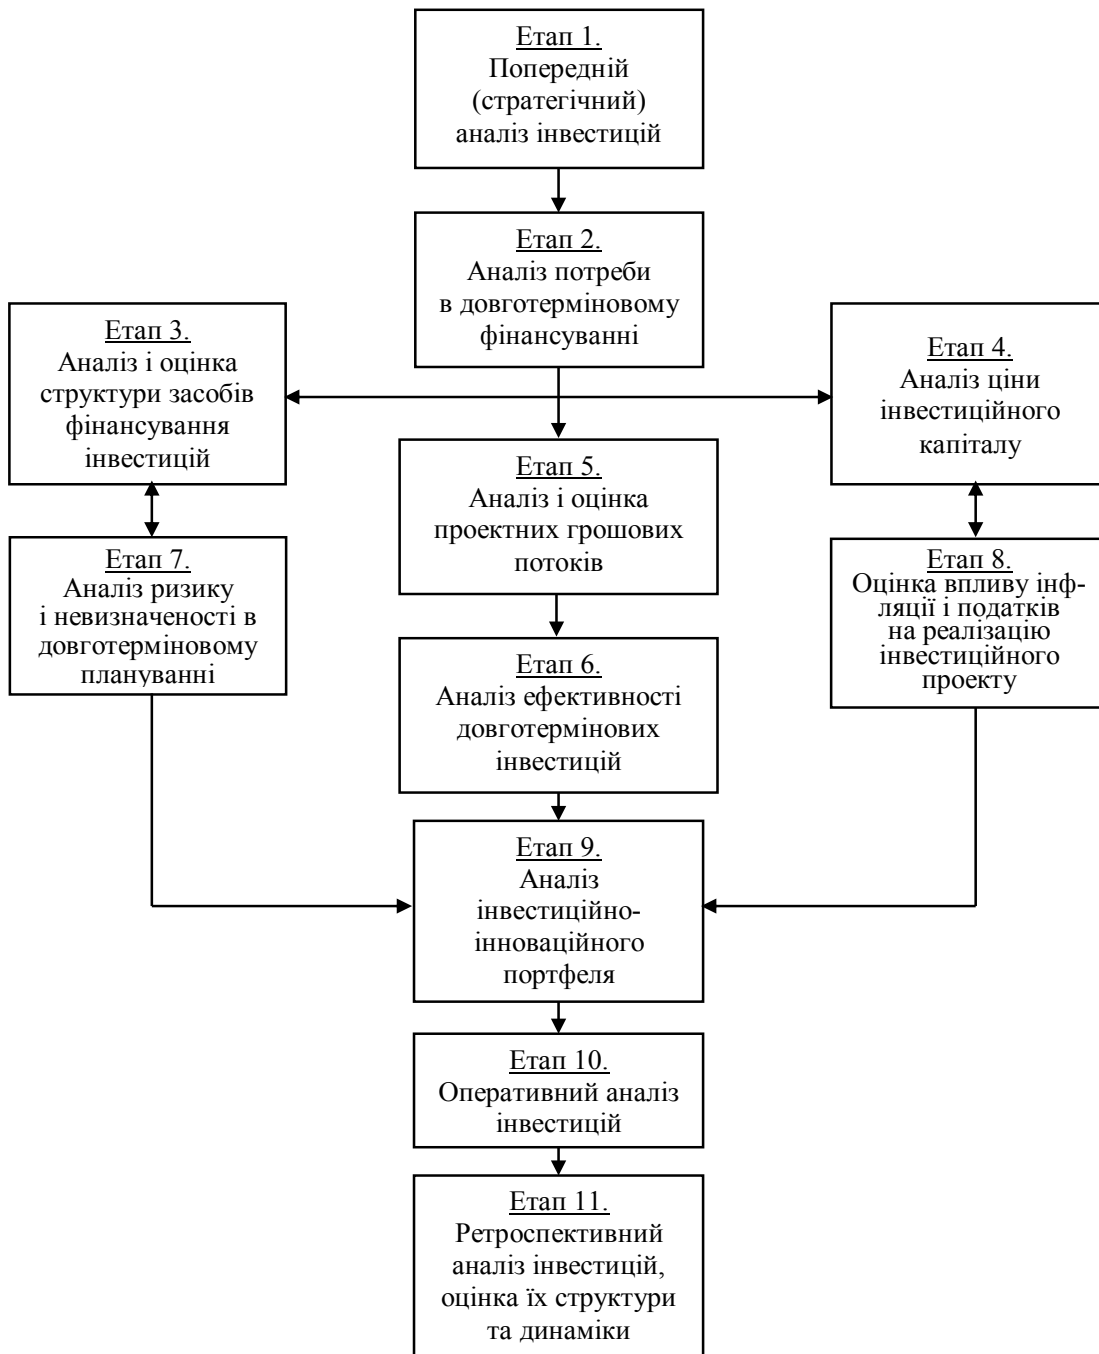 Етап 1.
Попередній
(стратегічний)
аналіз інвестицій
Етап 2.
Аналіз потреби
в довготерміновому
фінансуванні
Етап 3.
Аналіз і оцінка
структури засобів
фінансування
інвестицій
Етап 4.
Аналіз ціни
інвестиційного
капіталу
Етап 5.
Аналіз і оцінка
проектних грошових
потоків
Етап 7.
Аналіз ризику
і невизначеності в
довготерміновому
плануванні
Етап 8.
Оцінка впливу інф-
ляції і податків
на реалізацію
інвестиційного
проекту
Етап 6.
Аналіз ефективності
довготермінових
інвестицій
Етап 9.
Аналіз
інвестиційно-
інноваційного
портфеля
Етап 10.
Оперативний аналіз
інвестицій
Етап 11.
Ретроспективний
аналіз інвестицій,
оцінка їх структури
та динаміки